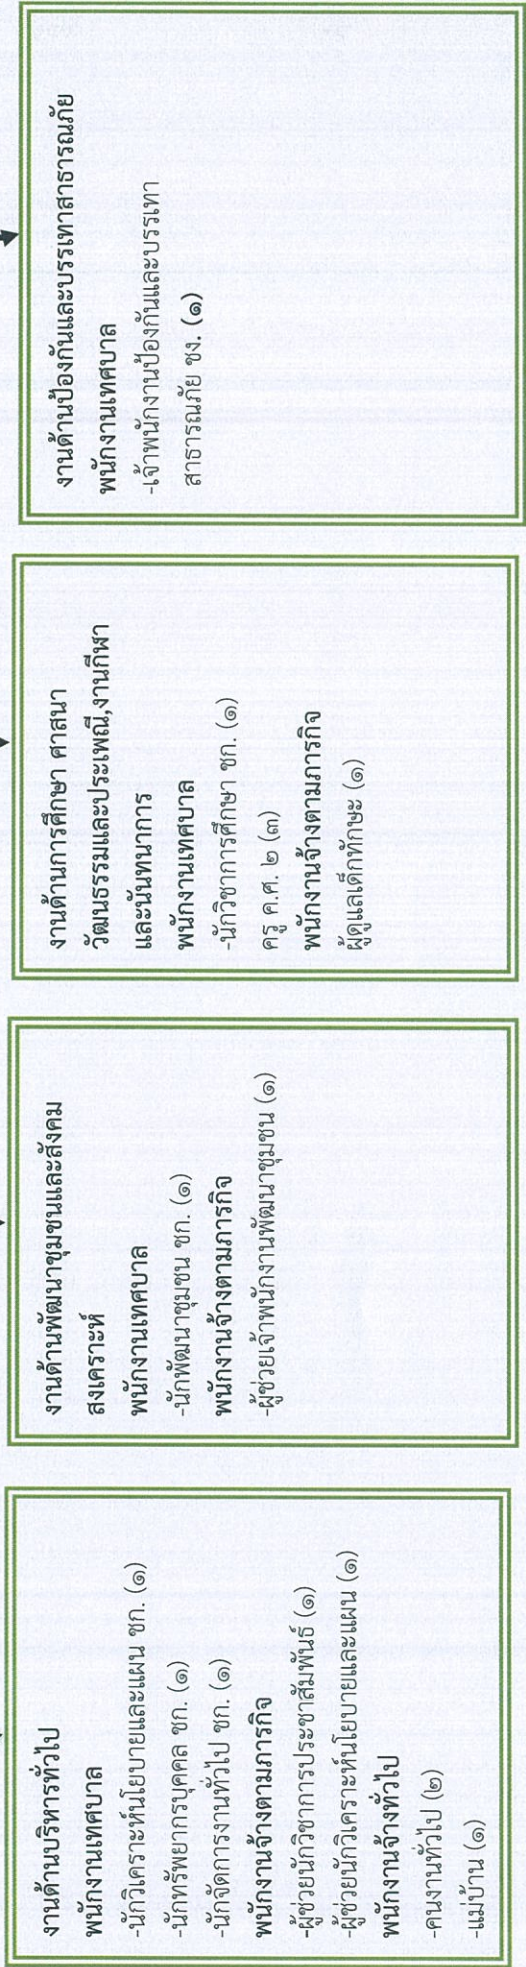 งานด้านบริหารทั่วไป
พนักงานเทศบาล
-นักวิเคราะห์นโยบายและแผน ชก. (๑)
-นักทรัพยากรบุคคล ชก. (๑)
-นักจัดการงานทั่วไป ชก. (๑)
พนักงานจ้างตามภารกิจ
-ผู้ช่วยนักวิชาการประชาสัมพันธ์ (๑)
-ผู้ช่วยนักวิเคราะห์นโยบายและแผน (๑)
พนักงานจ้างทั่วไป
-คนงานทั่วไป (๒)
-แม่บ้าน (๑)
งานด้านพัฒนาชุมชนและสังคม
สงเคราะห์
พนักงานเทศบาล
-นักพัฒนาชุมชน ชก. (๑)
พนักงานจ้างตามภารกิจ
-ผู้ช่วยเจ้าพนักงานพัฒนาชุมชน (๑)
งานด้านการศึกษา ศาสนา
วัฒนธรรมและประเพณี,งานกีฬา
และนันทนาการ
พนักงานเทศบาล
-นักวิชาการศึกษา ชก. (๑)
ครู ค.ศ. ๒ (๓)
พนักงานจ้างตามภารกิจ
ผู้ดูแลเด็กทักษะ (๑)
งานด้านป้องกันและบรรเทาสาธารณภัย
พนักงานเทศบาล
-เจ้าพนักงานป้องกันและบรรเทา
สาธารณภัย ชง. (๑)